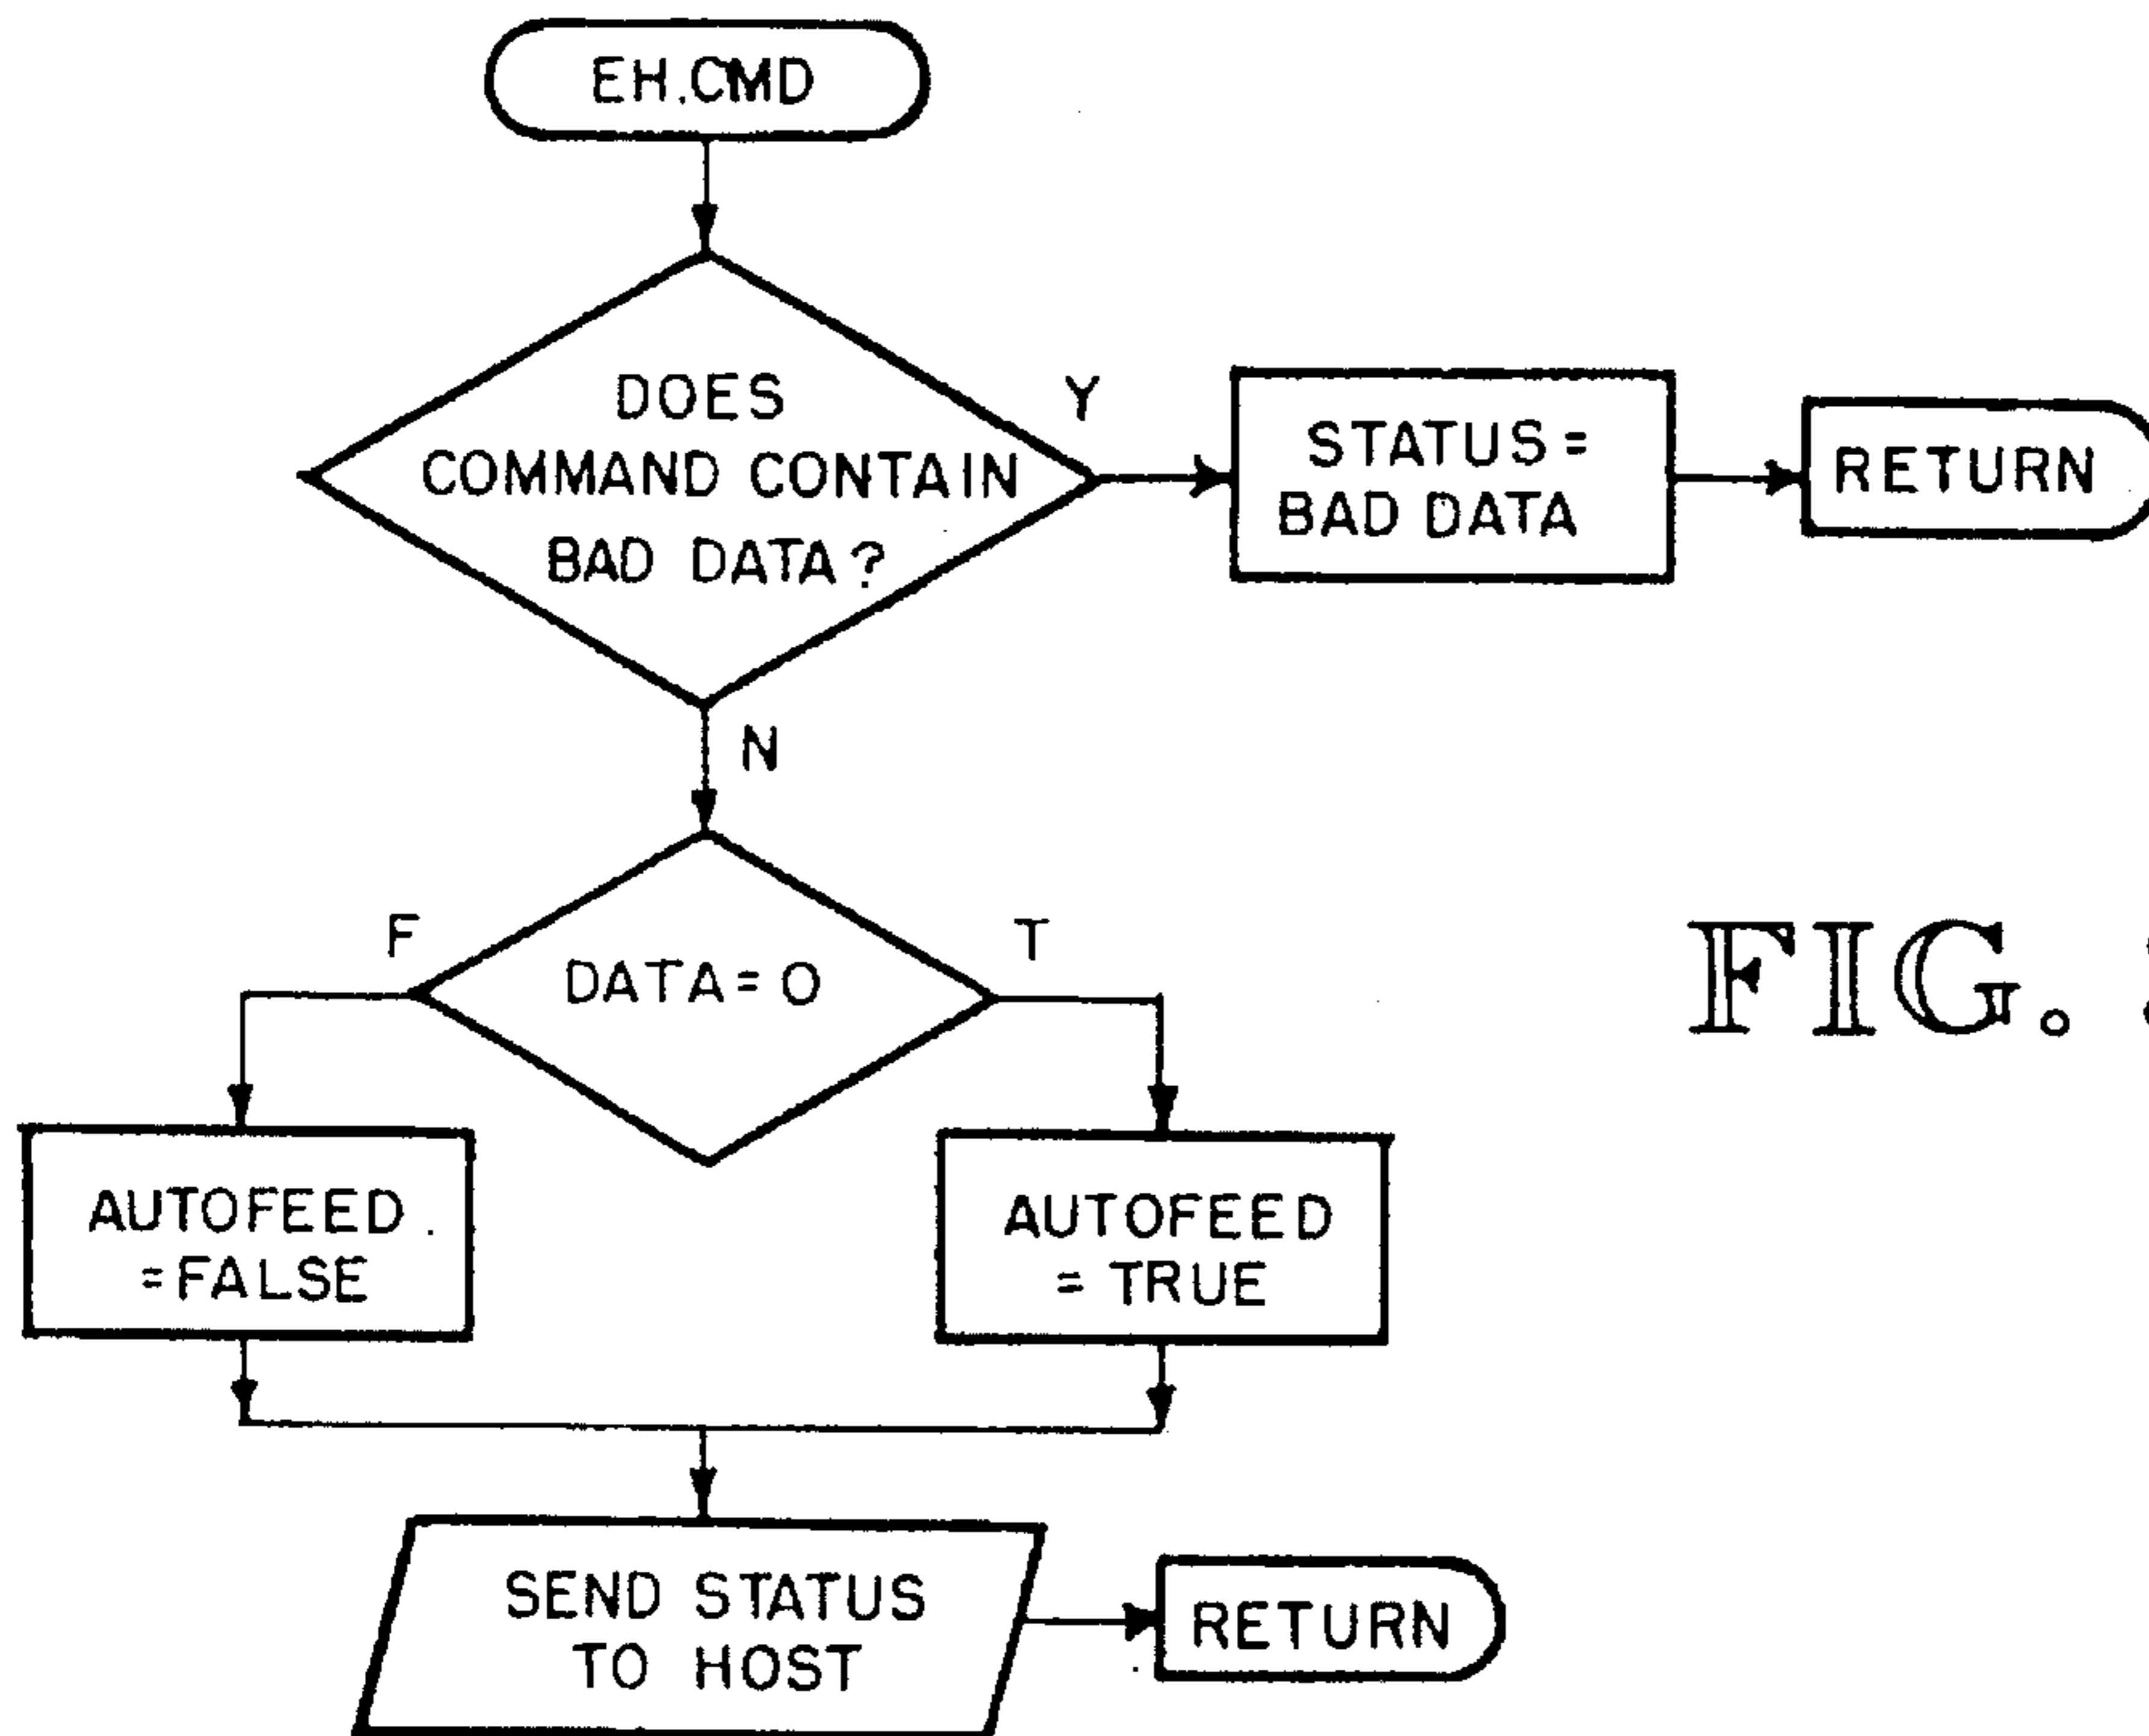 EH.CMD
DOES
COMMAND CONTAIN
BAD DATA?
Y
STATUS =
BAD DATA
RETURN
N
F
DATA = 0
T
FIG.
AUTOFEED
=FALSE
AUTOFEED
= TRUE
SEND STATUS
TO HOST
RETURN